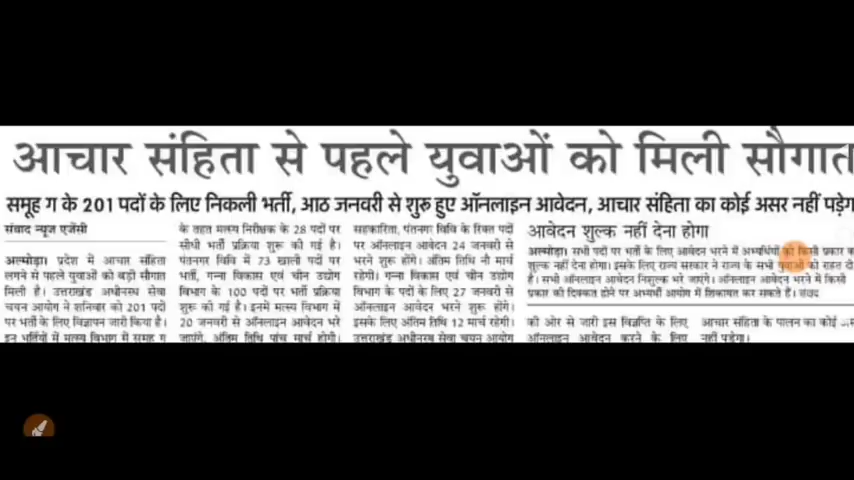 आचार संहिता से पहले युवाओं को मिली सौगात
समूह ग के 201 पदों के लिए निकली भर्ती, आठ जनवरी से शुरू हुए ऑनलाइन आवेदन, आचार संहिता का कोई असर नहीं पड़ेग
संवाद न्यूज एजेंसी
अल्मोड़ा। प्रदेश में आचार संहिता
लगने से पहले युवाओं को बड़ी सौगात
मिली है। उत्तराखंड अधीनस्थ सेवा
चयन आयोग ने शनिवार को 201 पदों
पर भर्ती के लिए विज्ञापन जारी किया है।
इन भर्तियों में मत्स्य विभाग में समूह ग
के तहत मत्स्य निरीक्षक के 28 पदों पर
सीधी भर्ती प्रक्रिया शुरू की गई है।
पंतनगर विवि में 73 खाली पदों पर
भर्ती, गन्ना विकास एवं चीन उद्योग
विभाग के 100 पदों पर भर्ती प्रक्रिया
शुरू की गई है। इनमें मात्स्य विभाग में
20 जनवरी से ऑनलाइन आवेदन भरे
जाएंगे, अंतिम तिथि पांच मार्च होगी।
सहकारिता, पंतनगर विवि के रिक्त पदों
पर ऑनलाइन आवेदन 24 जनवरी से
भरने शुरू होंगे। अंतिम तिथि नौ मार्च
रहेगी। गन्ना विकास एवं चीन उद्योग
विभाग के पदों के लिए 27 जनवरी से
ऑनलाइन आवेदन भरने शुरू होंगे।
इसके लिए अंतिम तिथि 12 मार्च रहेगी।
उत्तराखंड अधीनस्थ सेवा चयन आयोग
आवेदन शुल्क नहीं देना होगा
अल्मोड़ा। सभी पदों पर भर्ती के लिए आवेदन भरने में अभ्यर्थियों को किसी प्रकार क
शुल्क नहीं देना होगा। इसके लिए राज्य सरकार ने राज्य के सभी युवाओं को राहत दी
है। सभी ऑनलाइन आवेदन निशुल्क भरे जाएंगे। ऑनलाइन आवेदन भरने में किसी
प्रकार की दिक्कत होने पर अभ्यर्थी आयोग में शिकायत कर सकते हैं। संवाद
की ओर से जारी इस विज्ञप्ति के लिए
ऑनलाइन आवेदन करने के लिए
आचार संहिता के पालन का कोई
नहीं पड़ेगा।